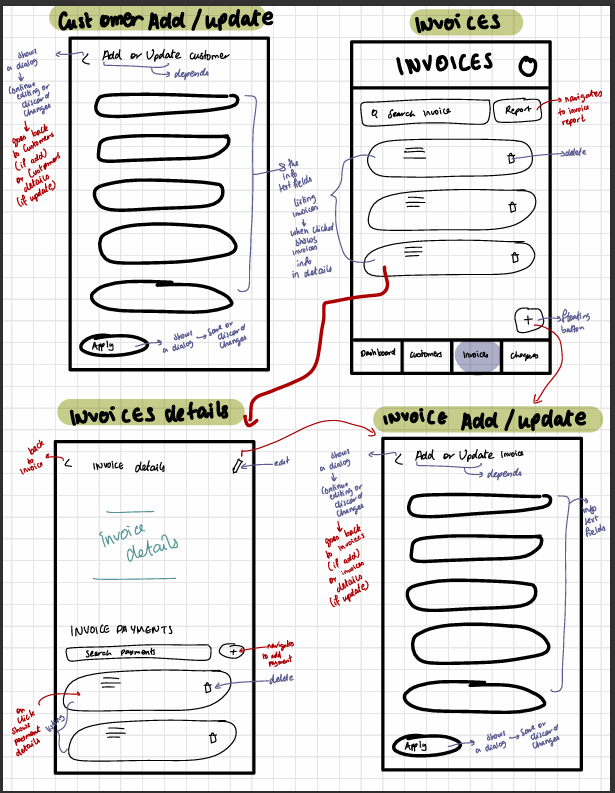 Customer Add / update
shows
a dialog
Continue
editing or
discard
changes
goes back
to Customers
(if add)
or Customers
details
(if update)
Add or Update customer
depends
the
info
text fields
Apply
shows
a dialog
Save or
discard
changes
INVOICES
INVOICES
Search invoice
Report
navigates
to invoice
report
delete
listing
invoices
when clicked
shows
invoices
info
in details
+
floating
button
Dashboard
Customers
Invoices
INVOICES details
back
to
invoice
INVOICE details
edit
Invoice
details
INVOICE PAYMENTS
Search payments
+
navigates
to add
payment
delete
on
click
shows
payment
details
listing
INVOICE Add / update
shows
a dialog
Continue
editing or
discard
changes
goes back
to invoices
(if add)
or invoices
details
(if update)
Add or Update invoice
depends
info
text
fields
Apply
shows
a dialog
Save or
discard
changes